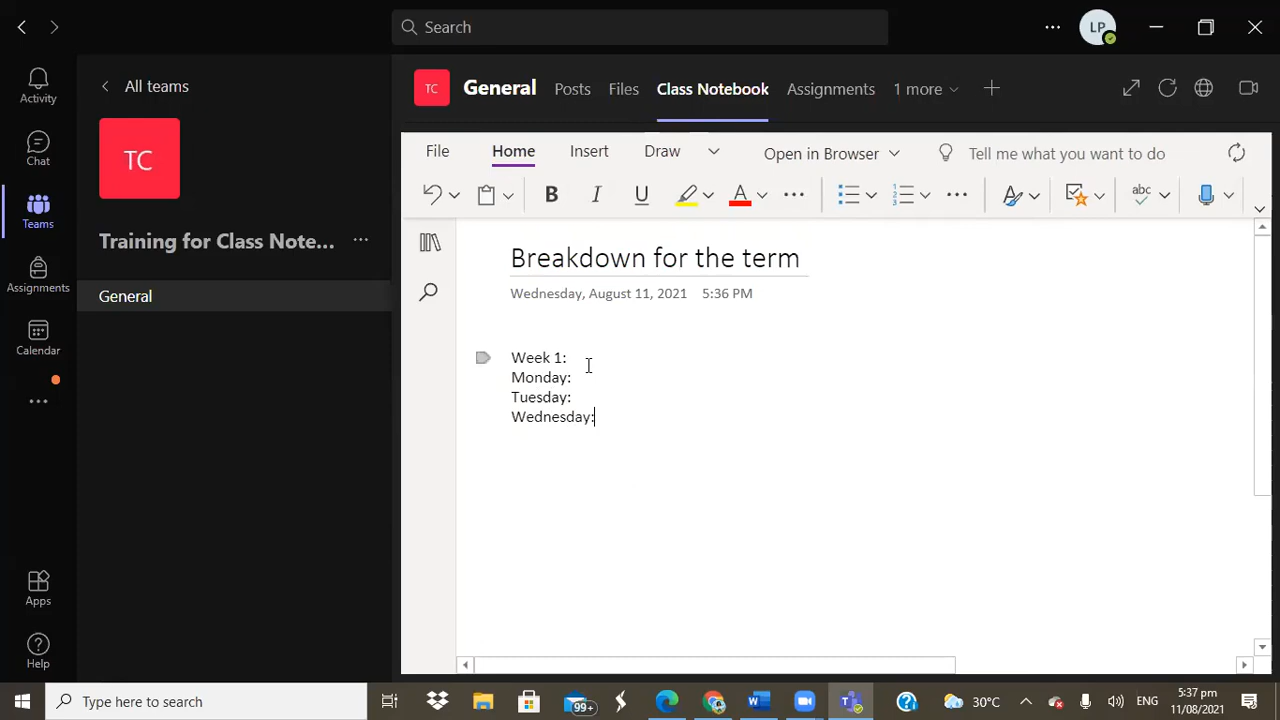 Search
LP
Activity
Chat
Teams
Assignments
Calendar
Apps
Help
All teams
TC
Training for Class Note...
General
TC
General
Posts
Files
Class Notebook
Assignments
1 more
File
Home
Insert
Draw
Open in Browser
Tell me what you want to do
B
I
U
A
abc
Breakdown for the term
Wednesday, August 11, 2021 5:36 PM
Week 1:
Monday:
Tuesday:
Wednesday:
Type here to search
99+
30°C
ENG
5:37 pm
11/08/2021